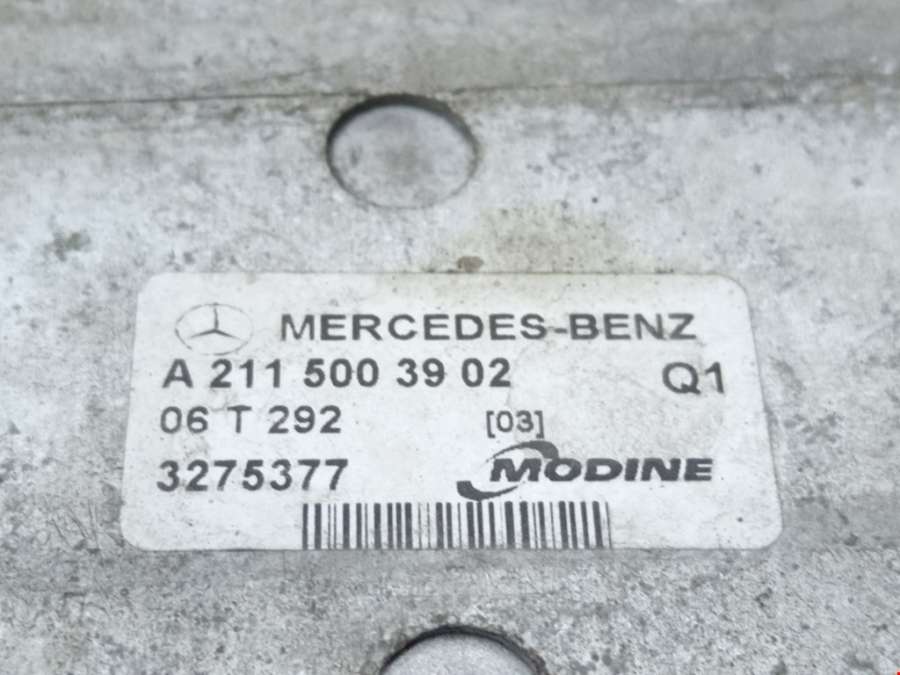 MERCEDES-BENZ
A 211 500 39 02 Q1
06 T 292 [03]
3275377 MODINE